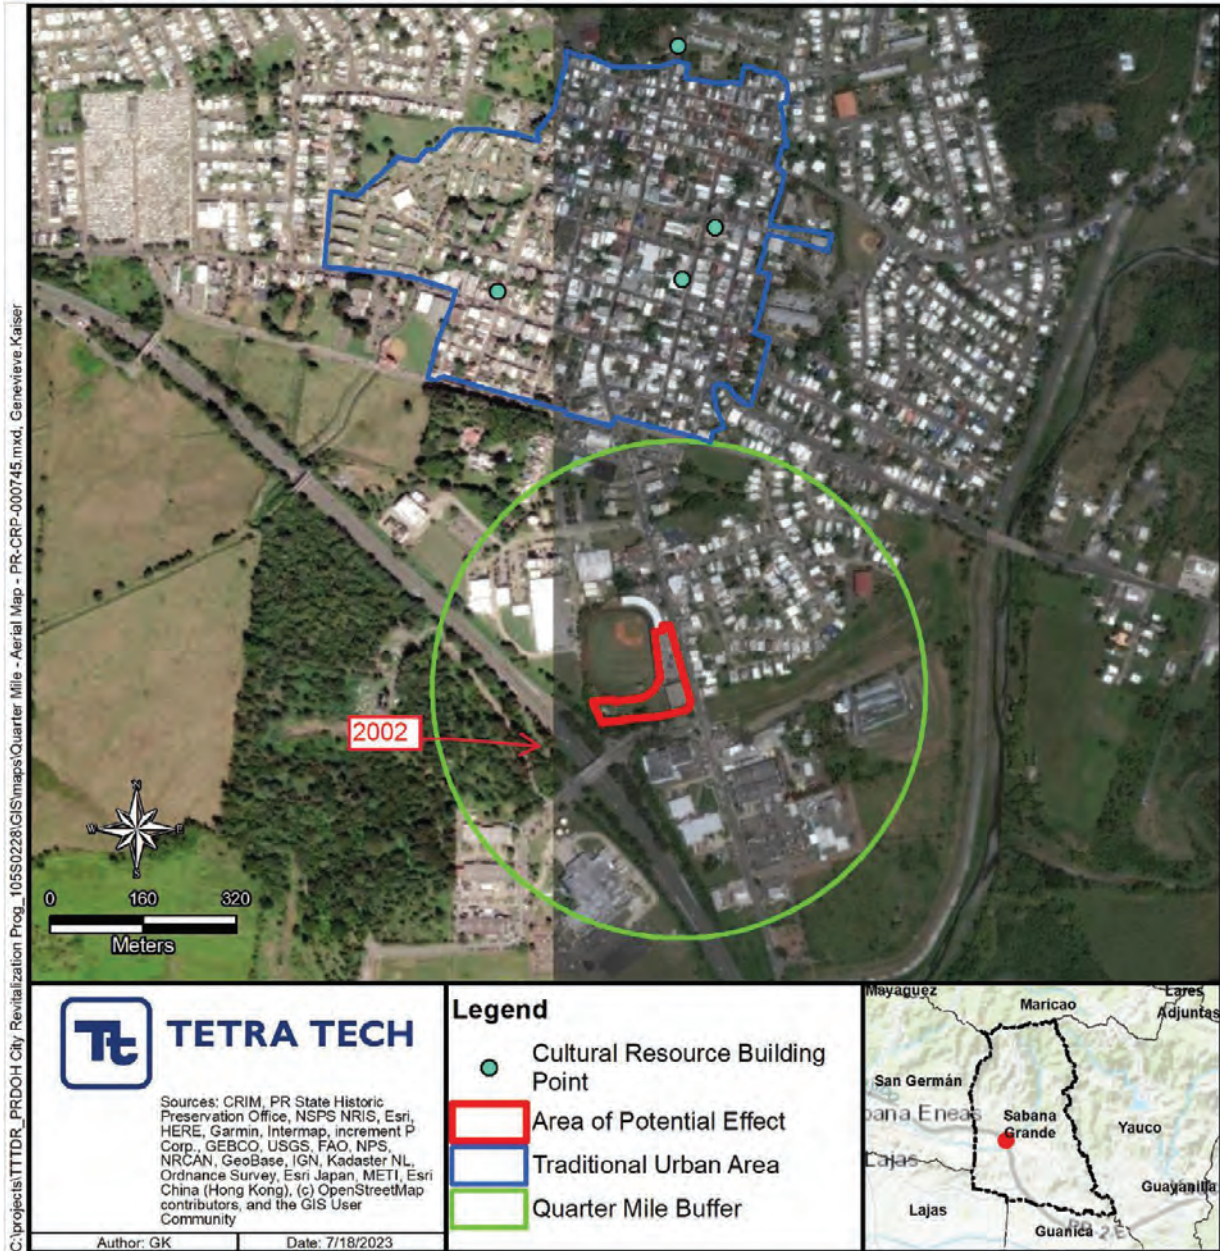 C:\projects\TTTDR_PRDOH City Revitalization Prog_105S0228\GIS\maps\Quarter Mile - Aerial Map - PR-CRP-000745.mxd, Genevieve.Kaiser
2002
N
W
E
S
0 160 320
Meters
Tt
TETRA TECH
Sources: CRIM, PR State Historic
Preservation Office, NSPS NRIS, Esri,
HERE, Garmin, Intermap, increment P
Corp., GEBCO, USGS, FAO, NPS,
NRCAN, GeoBase, IGN, Kadaster NL,
Ordnance Survey, Esri Japan, METI, Esri
China (Hong Kong), (c) OpenStreetMap
contributors, and the GIS User
Community
Author: GK
Date: 7/18/2023
Legend
Cultural Resource Building
Point
Area of Potential Effect
Traditional Urban Area
Quarter Mile Buffer
Mayaguez
Maricao
Lares
Adjuntas
San Germán
bana Eneas
Sabana
Grande
Yauco
Lajas
Guayanilla
Lajas
Guanica
PR-2 E